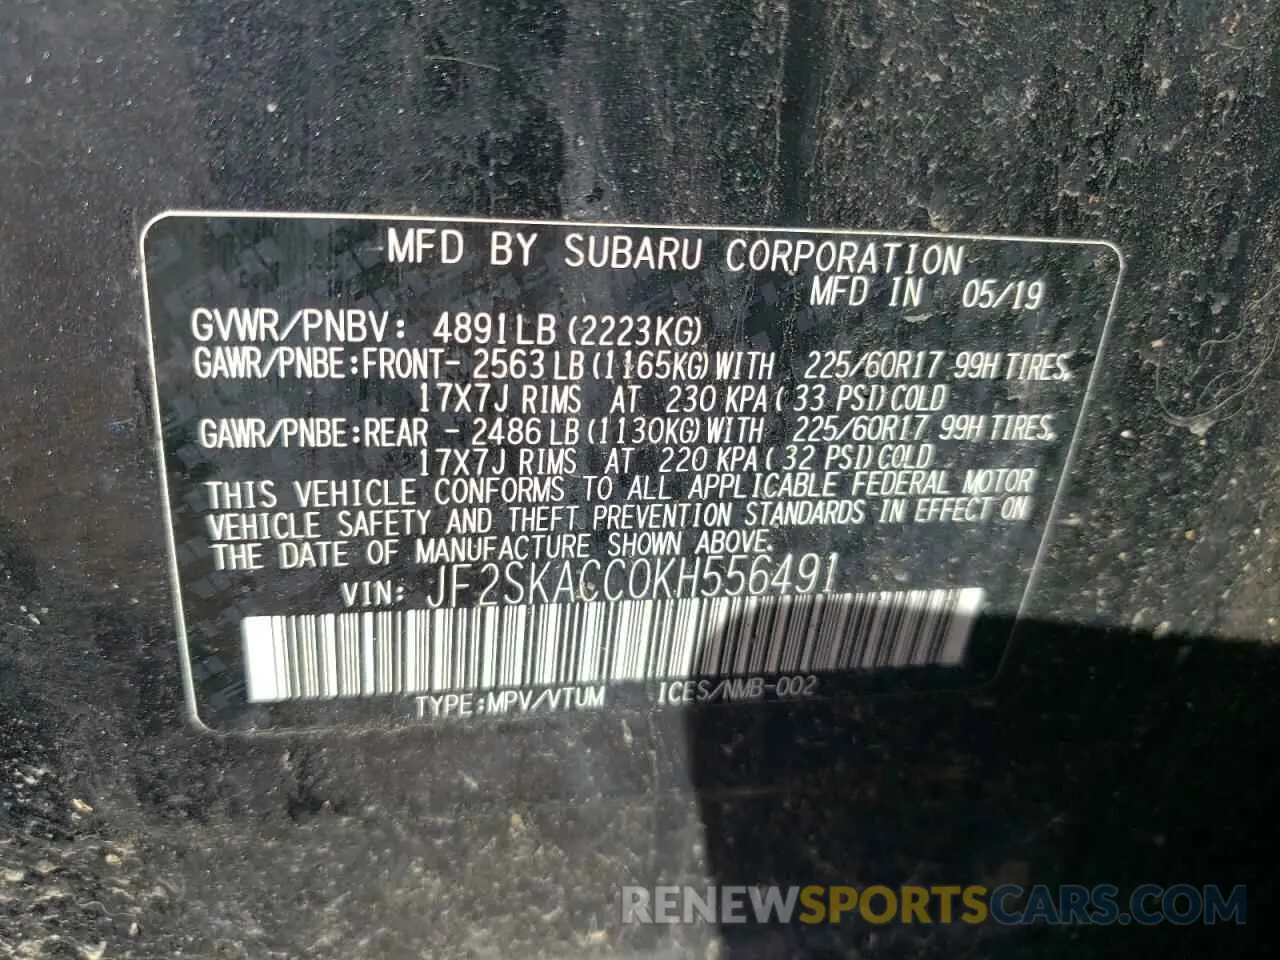 MFD BY SUBARU CORPORATION
MFD IN 05/19
GVWR/PNBV: 4891LB (2223KG)
GAWR/PNBE:FRONT- 2563 LB (1165KG) WITH 225/60R17 99H TIRES,
17X7J RIMS AT 230 KPA ( 33 PSI) COLD
GAWR/PNBE:REAR - 2486 LB (1130KG) WITH 225/60R17 99H TIRES,
17X7J RIMS AT 220 KPA ( 32 PSI) COLD
THIS VEHICLE CONFORMS TO ALL APPLICABLE FEDERAL MOTOR
VEHICLE SAFETY AND THEFT PREVENTION STANDARDS IN EFFECT ON
THE DATE OF MANUFACTURE SHOWN ABOVE.
VIN: JF2SKACC0KH556491
TYPE:MPV/VTUM ICES/NMB-002
RENEWSPORTSCARS.COM